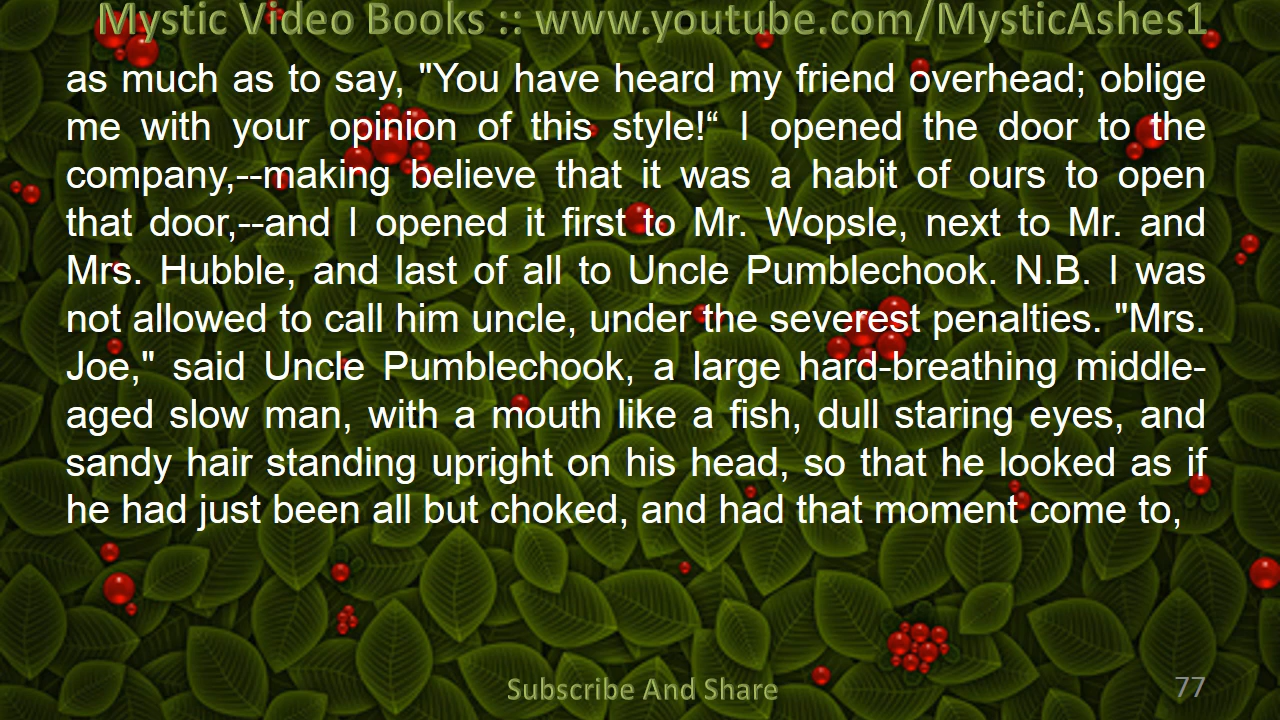 Mystic Video Books :: www.youtube.com/MysticAshes1
as much as to say, "You have heard my friend overhead; oblige
me with your opinion of this style!“ I opened the door to the
company,--making believe that it was a habit of ours to open
that door,--and I opened it first to Mr. Wopsle, next to Mr. and
Mrs. Hubble, and last of all to Uncle Pumblechook. N.B. I was
not allowed to call him uncle, under the severest penalties. "Mrs.
Joe," said Uncle Pumblechook, a large hard-breathing middle-
aged slow man, with a mouth like a fish, dull staring eyes, and
sandy hair standing upright on his head, so that he looked as if
he had just been all but choked, and had that moment come to,
Subscribe And Share
77